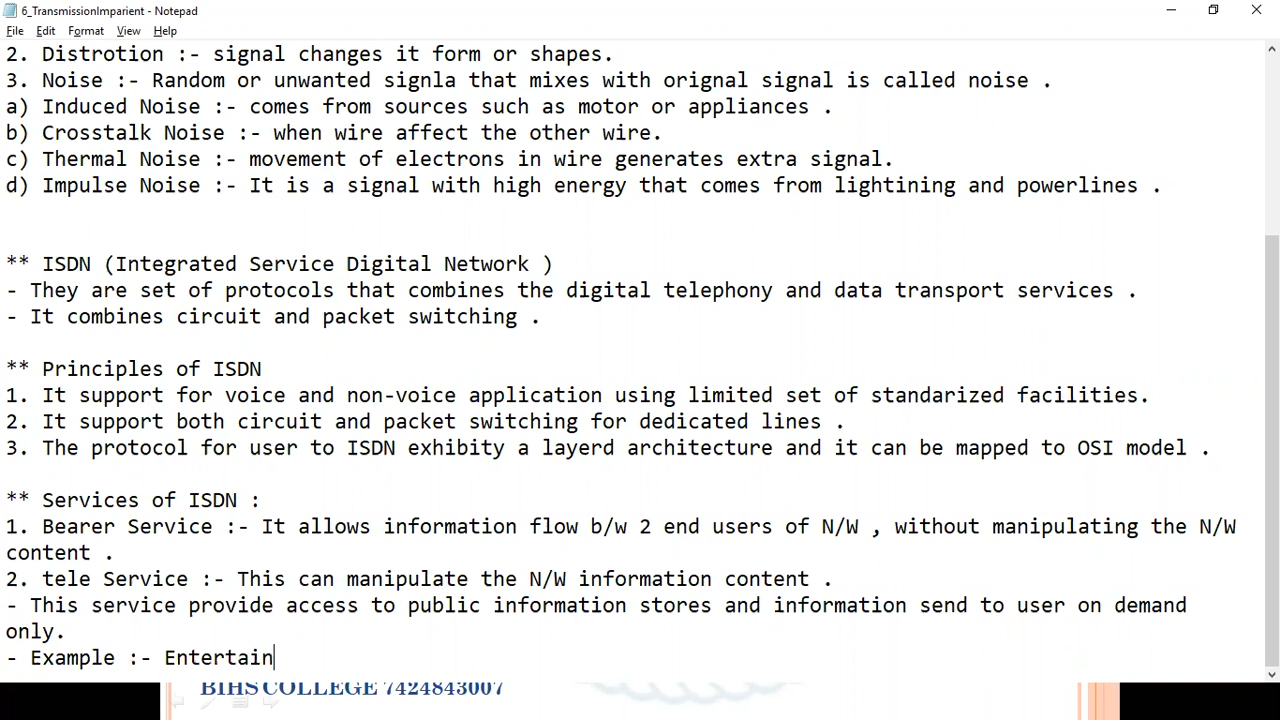 6_TransmissionImparient - Notepad
File Edit Format View Help
2. Distrotion :- signal changes it form or shapes.
3. Noise :- Random or unwanted signla that mixes with orignal signal is called noise .
a) Induced Noise :- comes from sources such as motor or appliances .
b) Crosstalk Noise :- when wire affect the other wire.
c) Thermal Noise :- movement of electrons in wire generates extra signal.
d) Impulse Noise :- It is a signal with high energy that comes from lightining and powerlines .
** ISDN (Integrated Service Digital Network )
- They are set of protocols that combines the digital telephony and data transport services .
- It combines circuit and packet switching .
** Principles of ISDN
1. It support for voice and non-voice application using limited set of standarized facilities.
2. It support both circuit and packet switching for dedicated lines .
3. The protocol for user to ISDN exhibity a layerd architecture and it can be mapped to OSI model .
** Services of ISDN :
1. Bearer Service :- It allows information flow b/w 2 end users of N/W , without manipulating the N/W
content .
2. tele Service :- This can manipulate the N/W information content .
- This service provide access to public information stores and information send to user on demand
only.
- Example :- Entertain
BIHS COLLEGE 7424843007